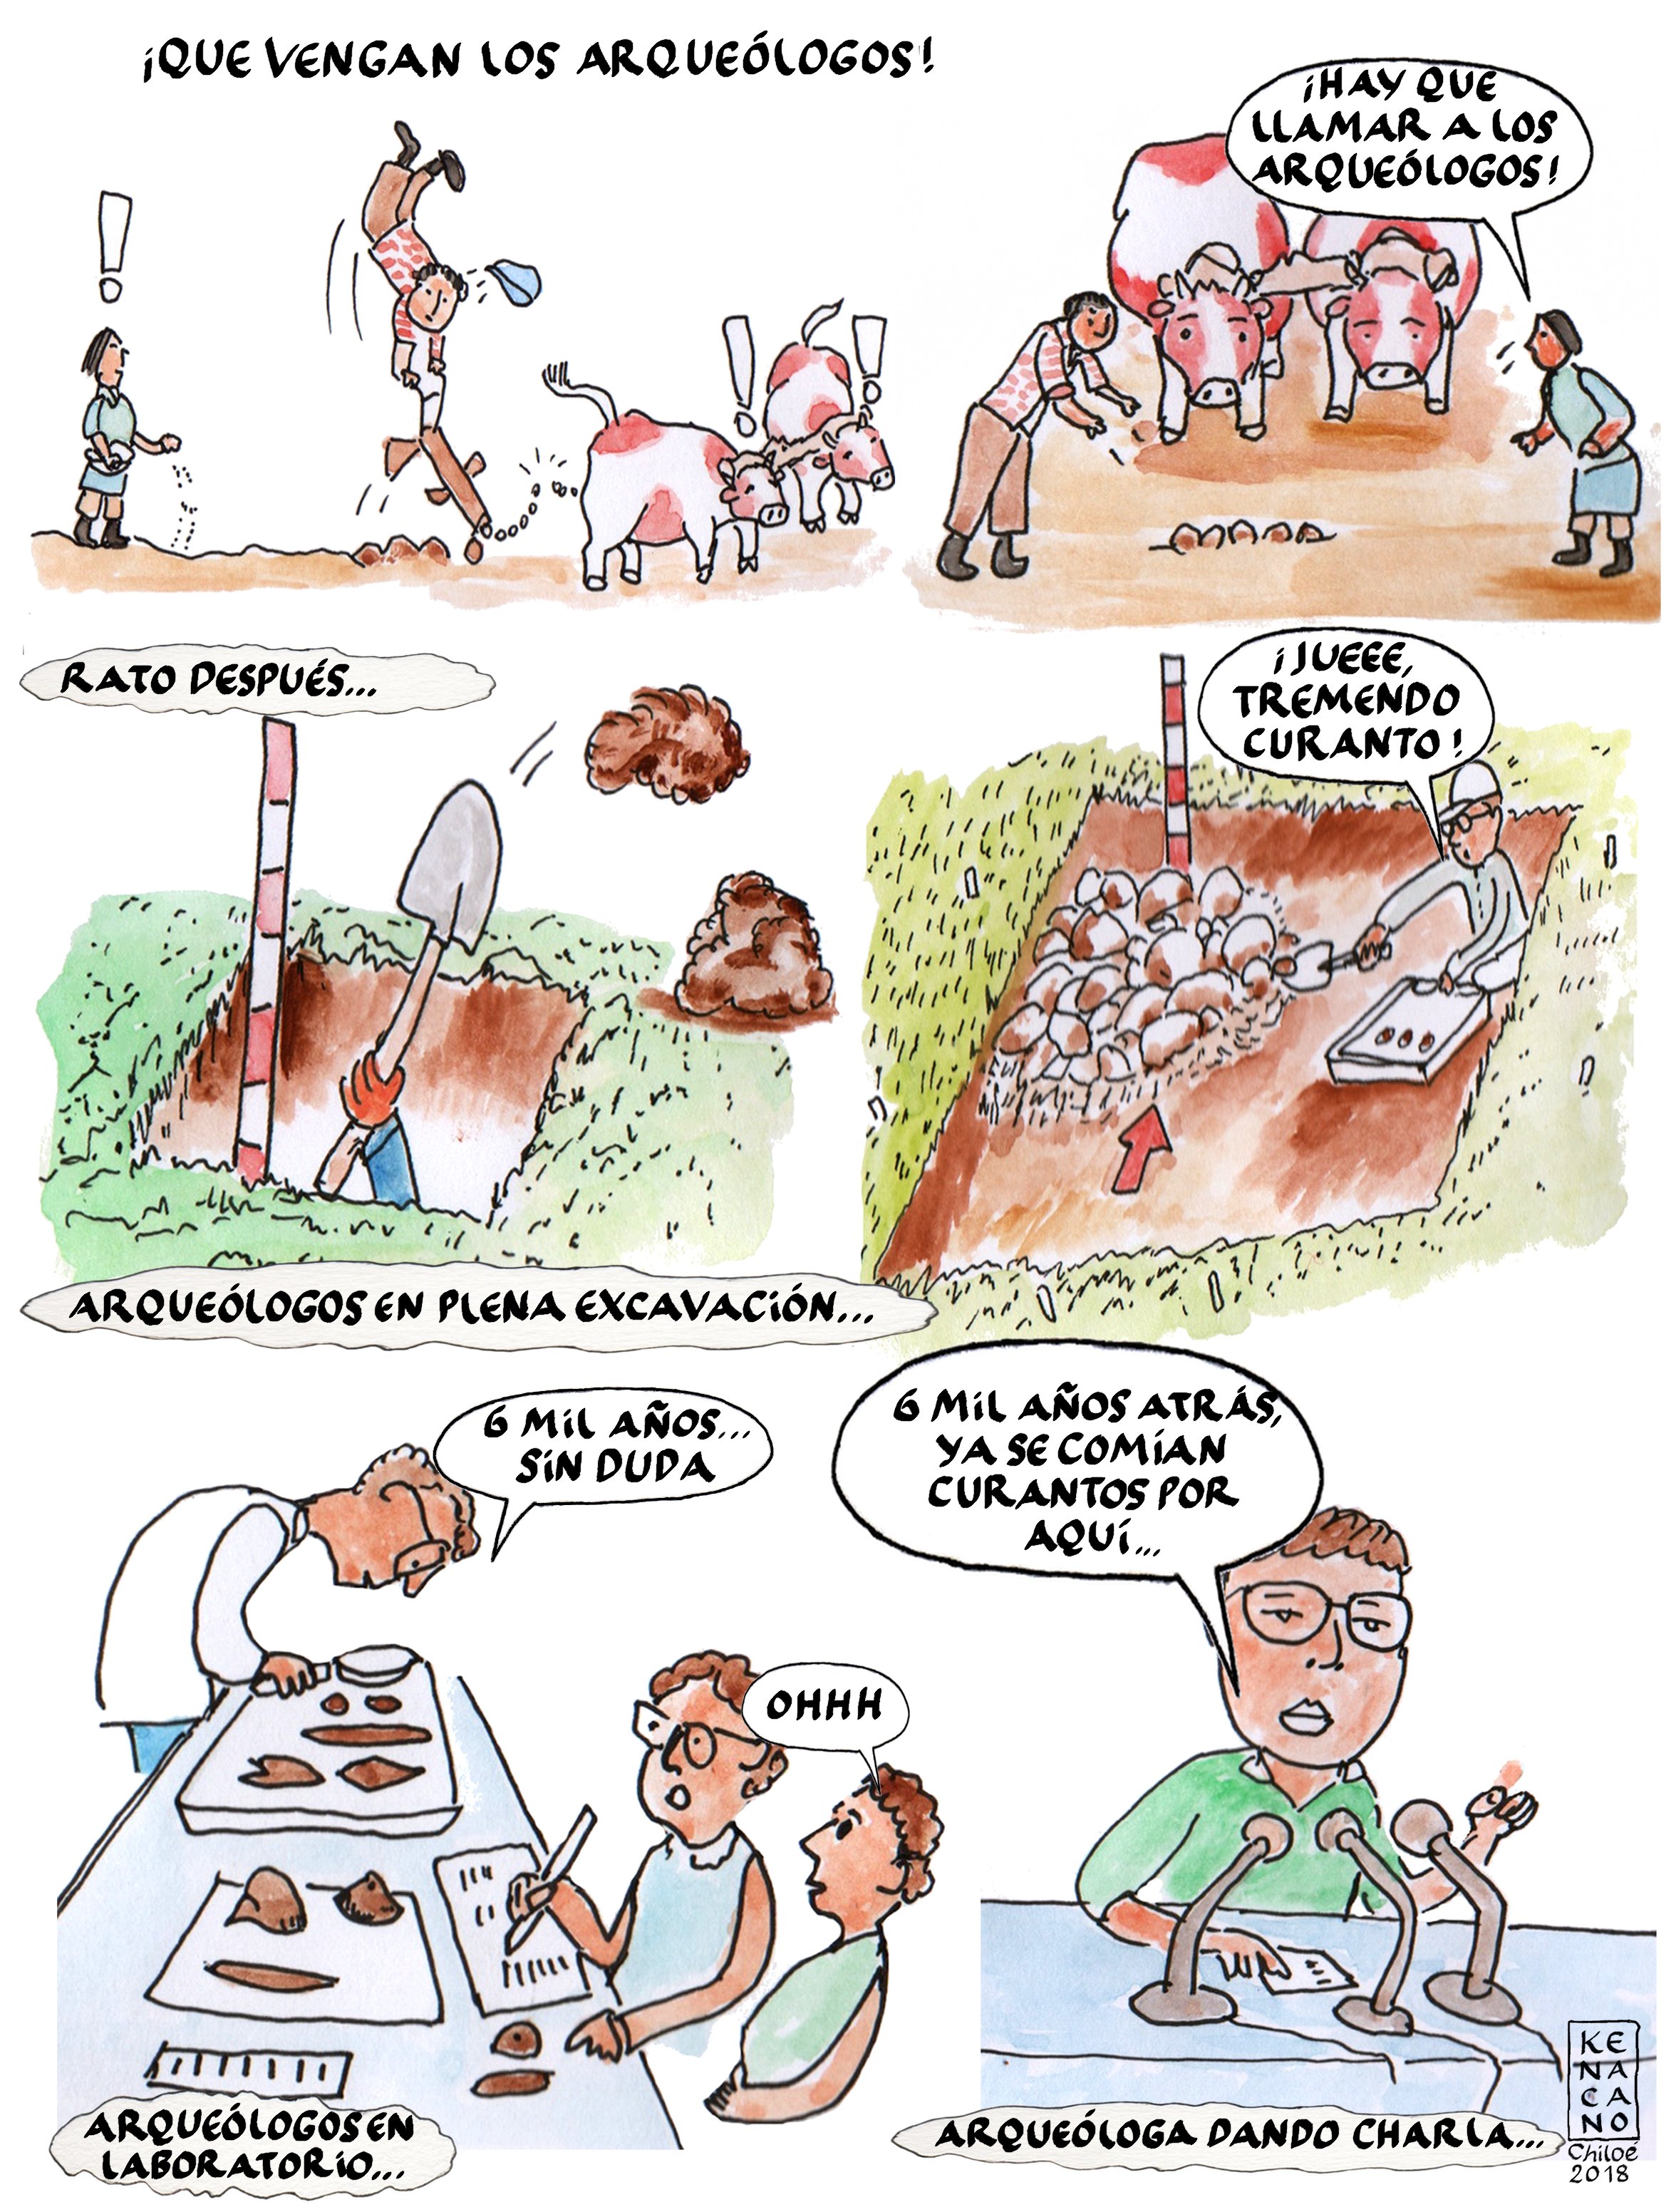 ¡QUE VENGAN LOS ARQUEÓLOGOS!
¡HAY QUE
LLAMAR A LOS
ARQUEÓLOGOS!
RATO DESPUÉS...
¡JUEEE,
TREMENDO
CURANTO!
ARQUEÓLOGOS EN PLENA EXCAVACIÓN...
6 MIL AÑOS...
SIN DUDA
OHHH
ARQUEÓLOGOS EN
LABORATORIO...
6 MIL AÑOS ATRÁS,
YA SE COMÍAN
CURANTOS POR
AQUÍ...
ARQUEÓLOGA DANDO CHARLA...
KE
NA
CA
NO
Chiloé
2018